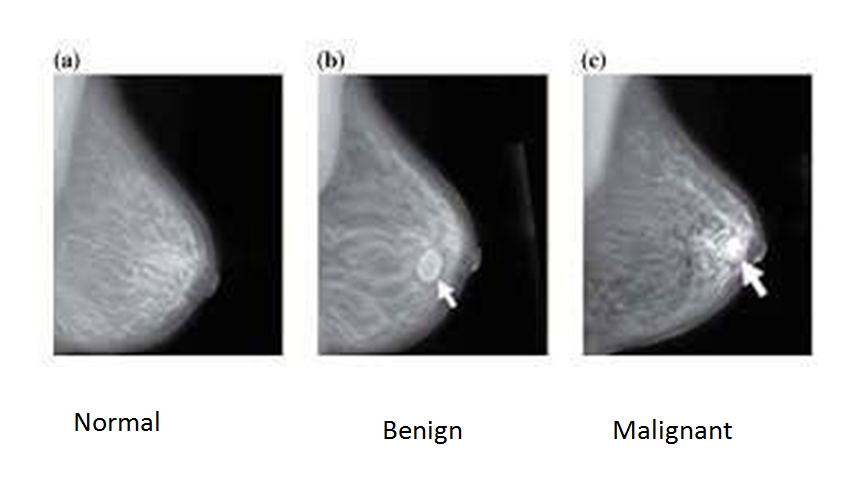 (a)
(b)
(c)
Normal
Benign
Malignant